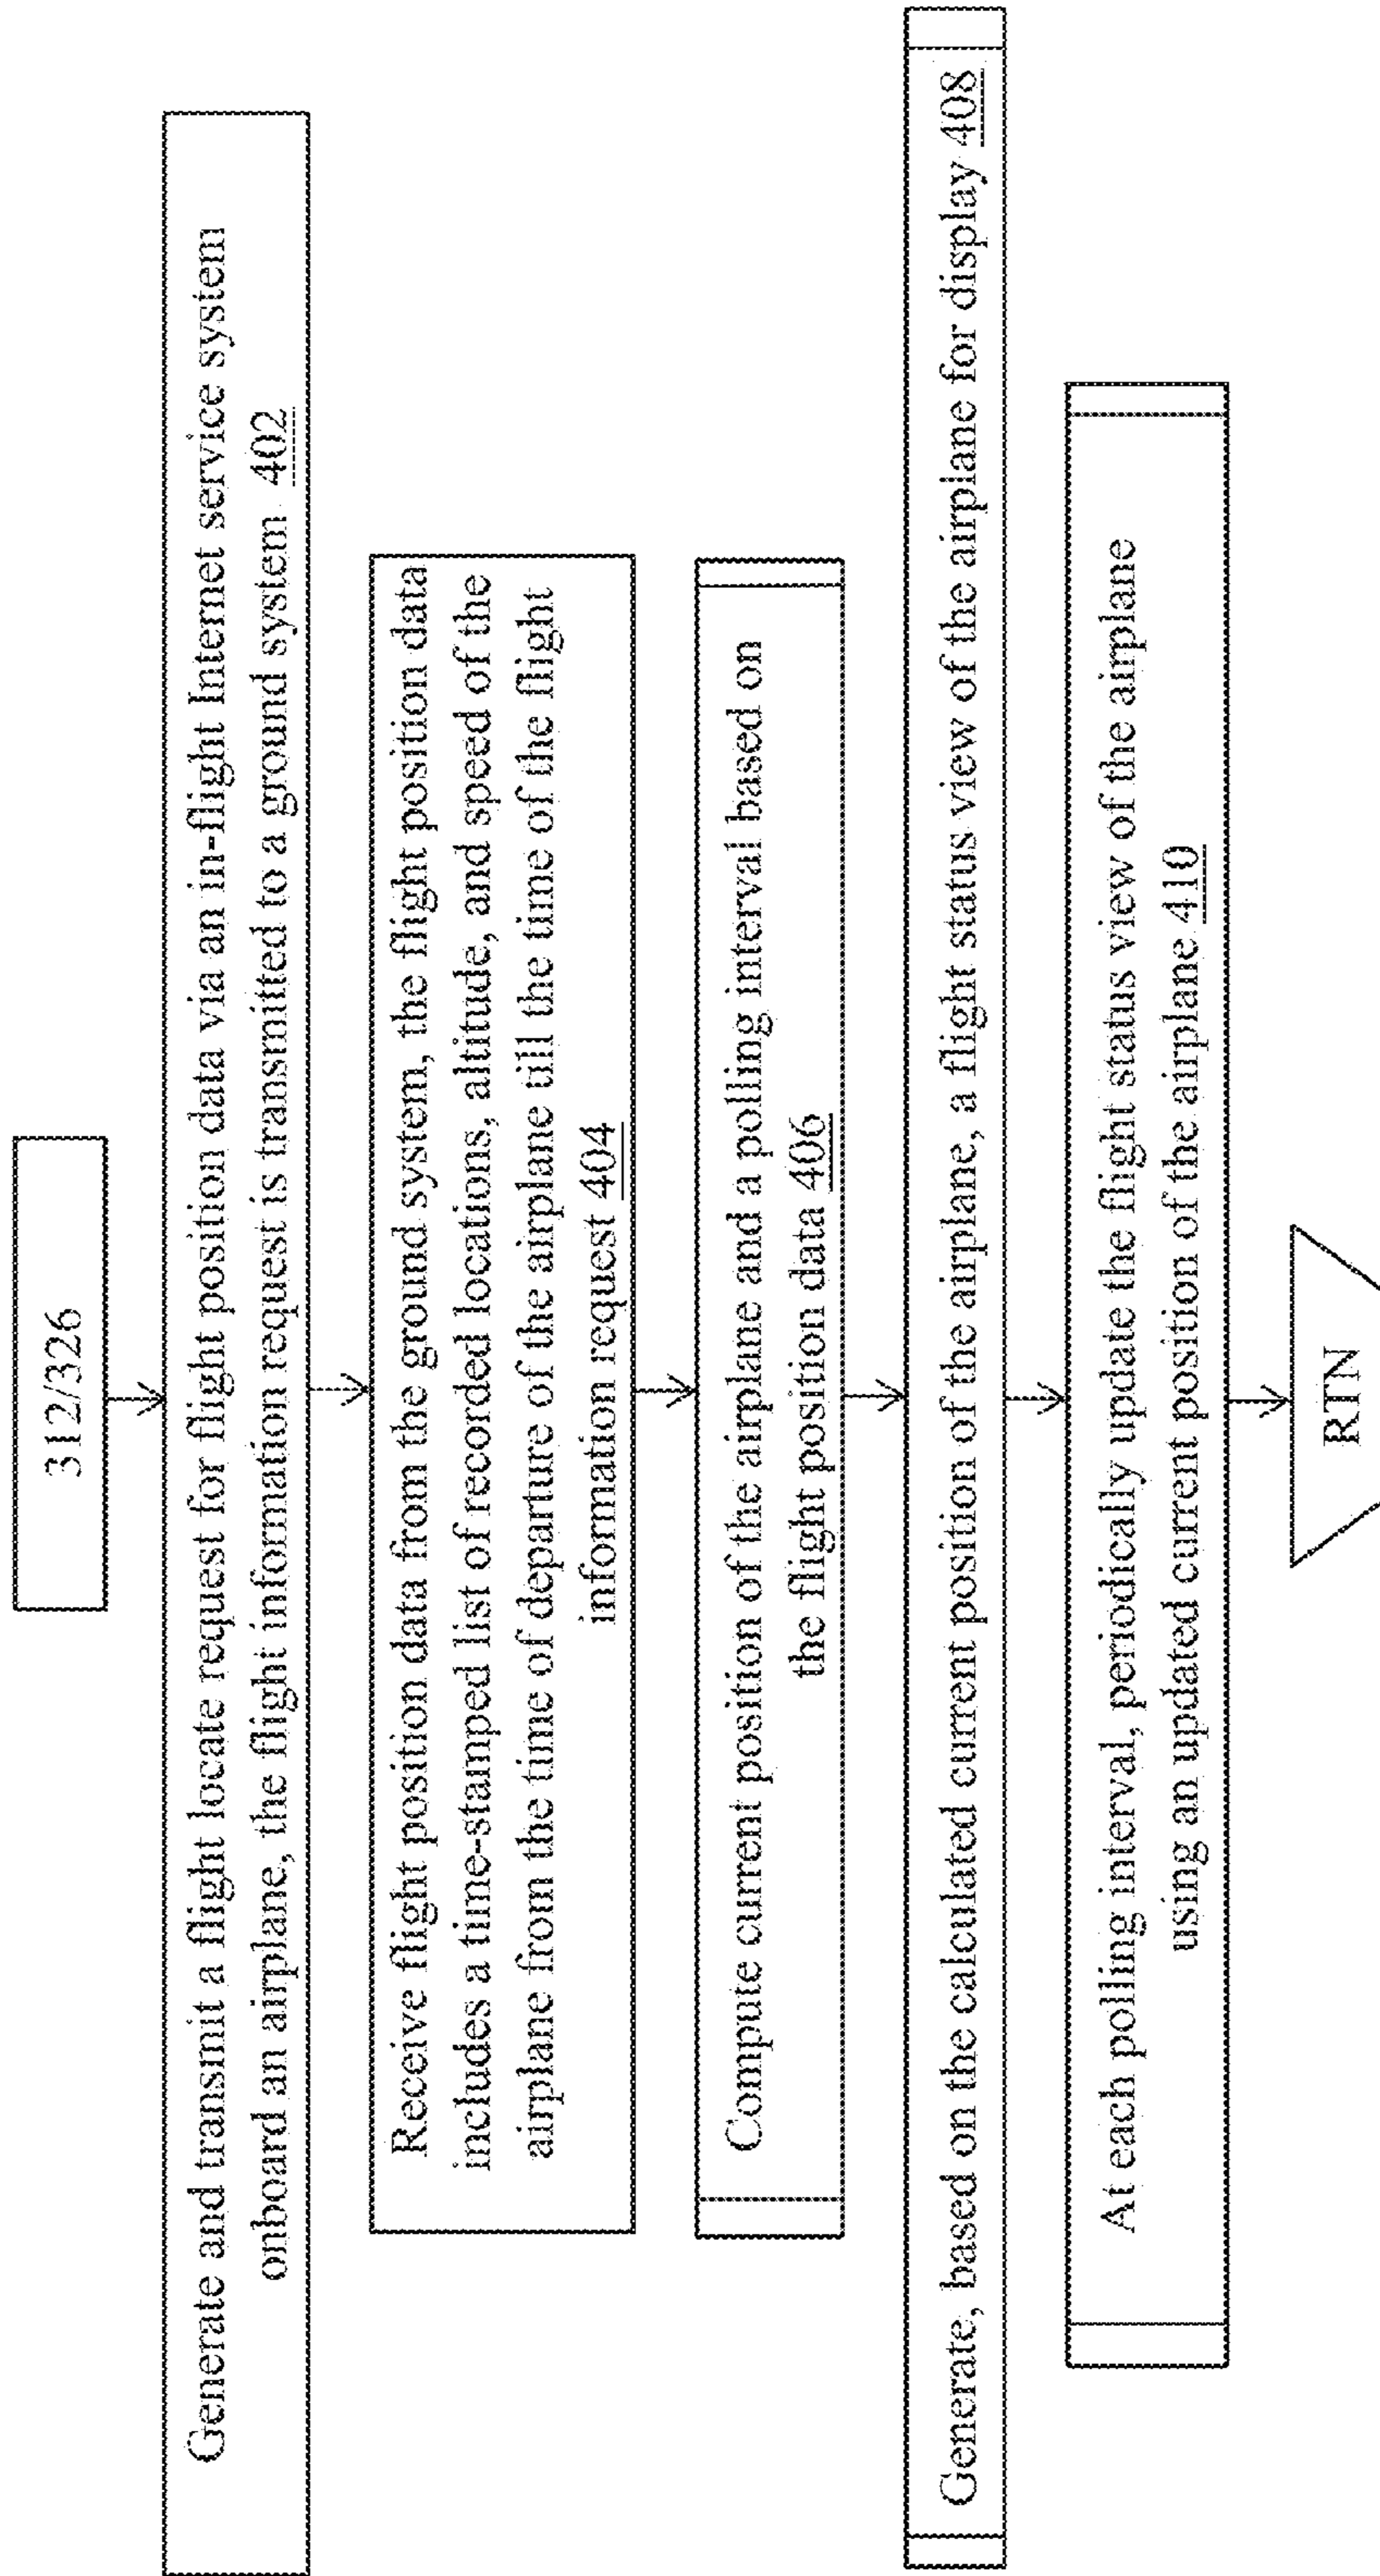 312/326
Generate and transmit a flight locate request for flight position data via an in-flight Internet service system
onboard an airplane, the flight information request is transmitted to a ground system 402
Receive flight position data from the ground system, the flight position data
includes a time-stamped list of recorded locations, altitude, and speed of the
airplane from the time of departure of the airplane till the time of the flight
information request 404
Compute current position of the airplane and a polling interval based on
the flight position data 406
Generate, based on the calculated current position of the airplane, a flight status view of the airplane for display 408
At each polling interval, periodically update the flight status view of the airplane
using an updated current position of the airplane 410
RTN